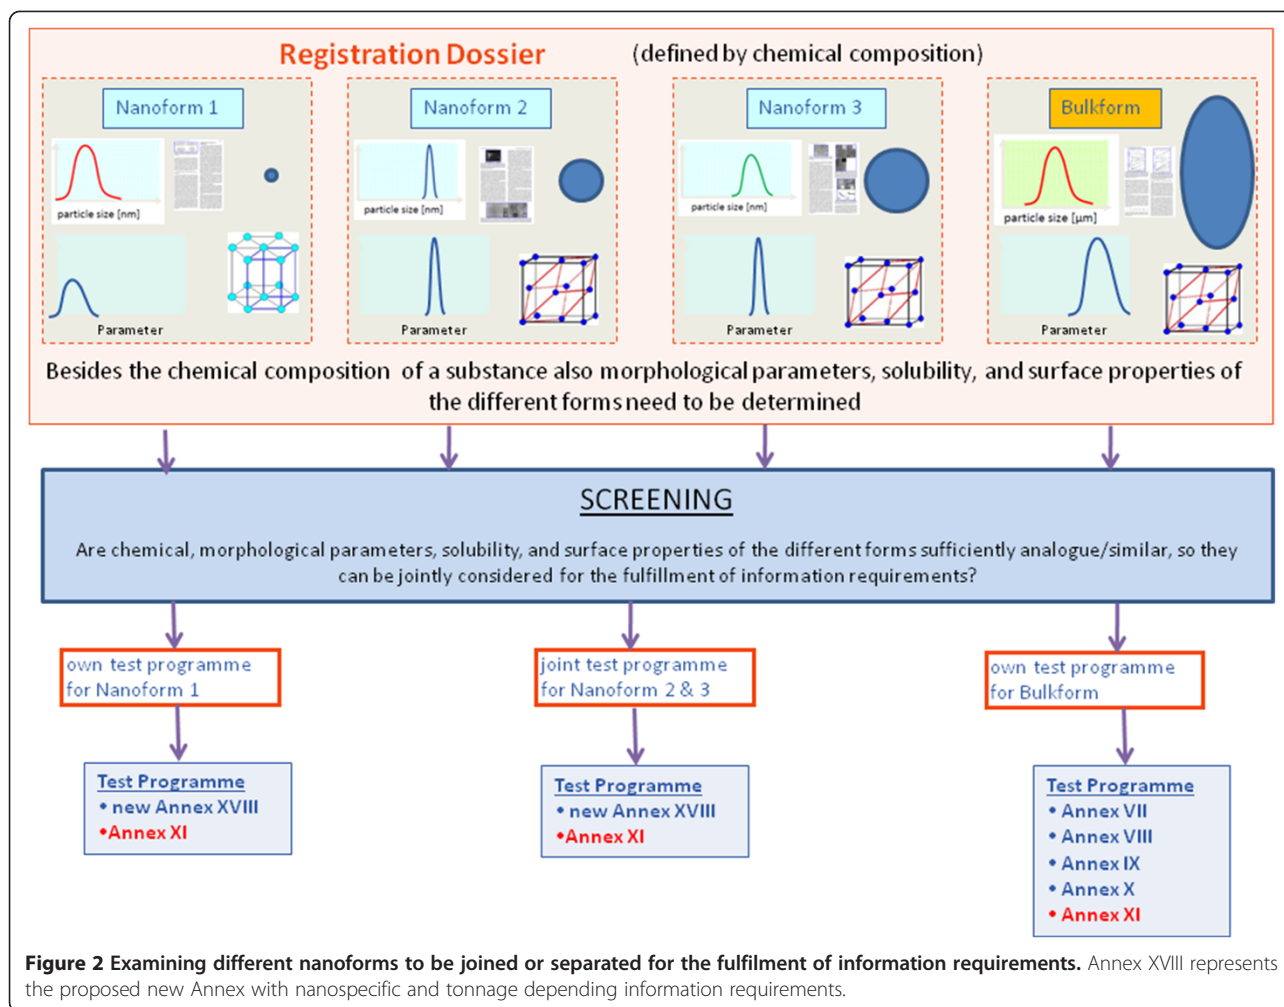 Registration Dossier (defined by chemical composition)
Nanoform 1
particle size [nm]
Parameter
Nanoform 2
particle size [nm]
Parameter
Nanoform 3
particle size [nm]
Parameter
Bulkform
particle size [µm]
Parameter
Besides the chemical composition of a substance also morphological parameters, solubility, and surface properties of
the different forms need to be determined
SCREENING
Are chemical, morphological parameters, solubility, and surface properties of the different forms sufficiently analogue/similar, so they
can be jointly considered for the fulfillment of information requirements?
own test programme
for Nanoform 1
joint test programme
for Nanoform 2 & 3
own test programme
for Bulkform
Test Programme
• new Annex XVIII
•Annex XI
Test Programme
• new Annex XVIII
•Annex XI
Test Programme
• Annex VII
• Annex VIII
• Annex IX
• Annex X
• Annex XI
Figure 2 Examining different nanoforms to be joined or separated for the fulfilment of information requirements. Annex XVIII represents
the proposed new Annex with nanospecific and tonnage depending information requirements.